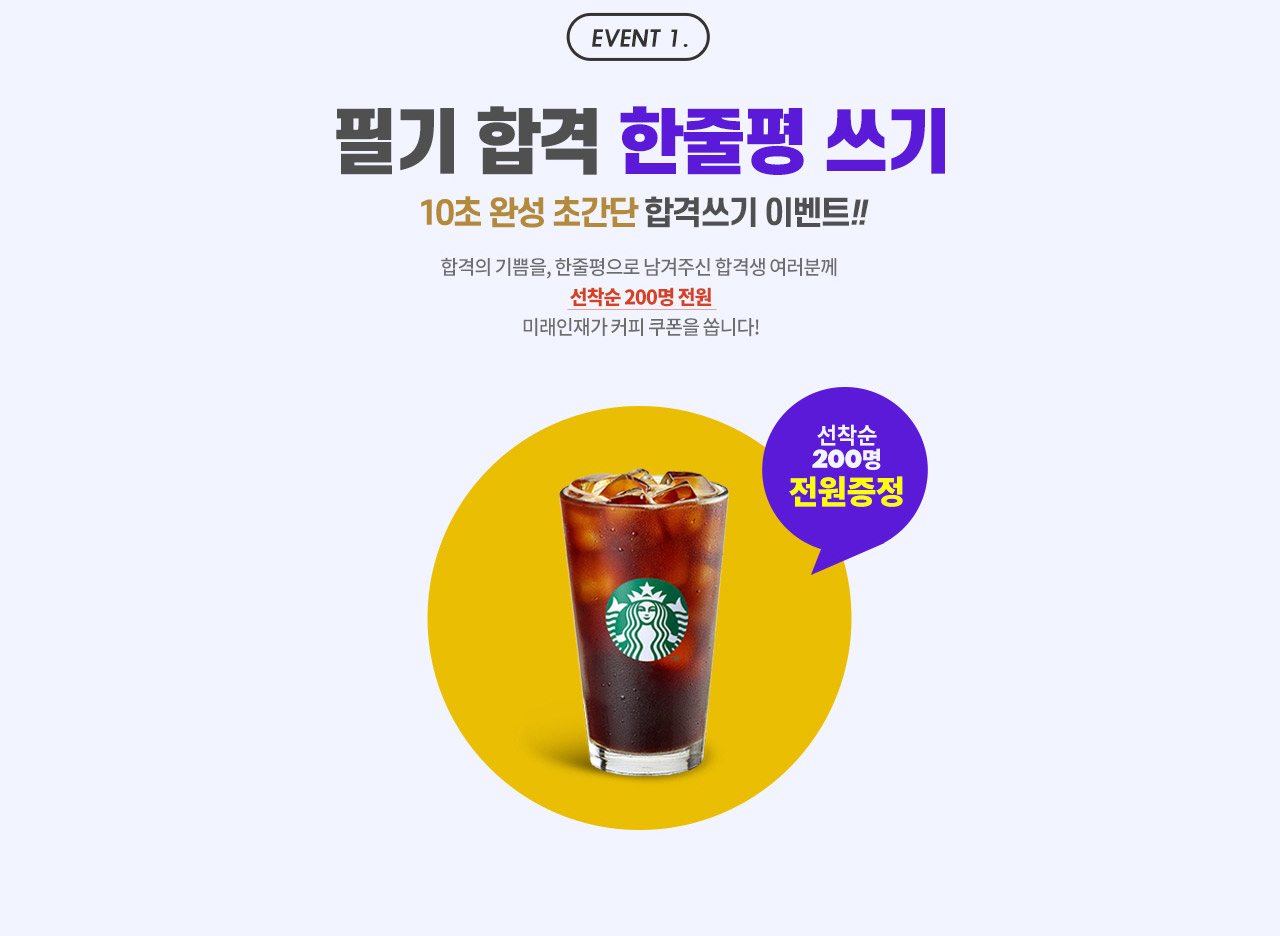 EVENT 1.
필기 합격 한줄평 쓰기
10초 완성 초간단 합격쓰기 이벤트!!
합격의 기쁨을, 한줄평으로 남겨주신 합격생 여러분께
선착순 200명 전원
미래인재가 커피 쿠폰을 쏩니다!
선착순
200명
전원증정